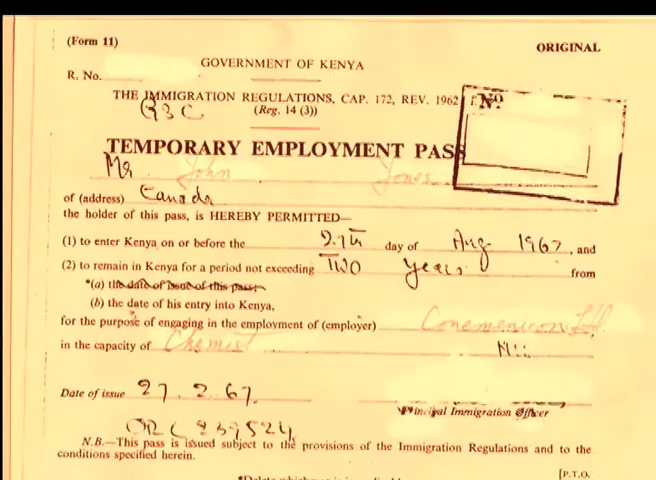 (Form 11)
ORIGINAL
GOVERNMENT OF KENYA
R. No.
THE IMMIGRATION REGULATIONS, CAP. 172, REV. 1962
(Reg. 14 (3))
No
TEMPORARY EMPLOYMENT PASS
Mr John Jones
of (address) Canada
the holder of this pass, is HEREBY PERMITTED—
(1) to enter Kenya on or before the 27th day of Aug 1967, and
(2) to remain in Kenya for a period not exceeding Two years from
*(a) the date of issue of this pass
(b) the date of his entry into Kenya,
for the purpose of engaging in the employment of (employer) Ltd.
in the capacity of Chemist
Date of issue 27. 2. 67.
Principal Immigration Officer
N.B.—This pass is issued subject to the provisions of the Immigration Regulations and to the
conditions specified herein.
[P.T.O.